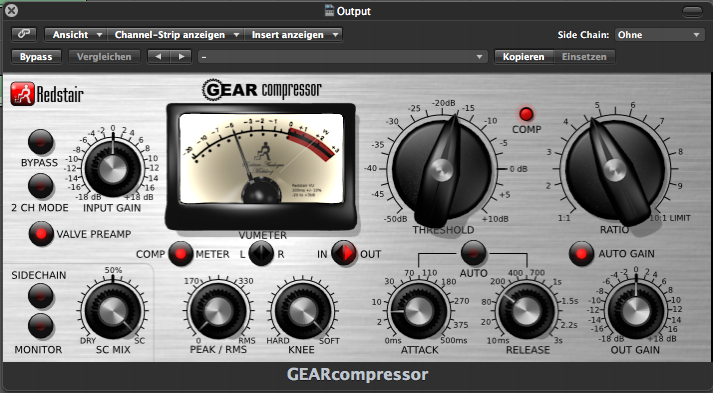 Output
Ansicht Channel-Strip anzeigen Insert anzeigen Side Chain: Ohne
Bypass Vergleichen – Kopieren Einsetzen
Redstair
GEAR compressor
BYPASS
2 CH MODE
VALVE PREAMP
-18 dB -16 -14 -12 -10 -8 -6 -4 -2 0 2 4 6 8 10 12 14 16 +18 dB
INPUT GAIN
-20 -10 -7 -5 -3 -2 -1 0 +1 +2 +3
VU
Redstair VU
300ms +/- 10%
-20 to +3dB
VUMETER
COMP METER L R IN OUT
-50dB -45 -40 -35 -30 -25 -20dB -15 -10 -5 0 dB +5 +10dB
THRESHOLD
COMP
1:1 2 3 4 5 6 7 8 9 10:1 LIMIT
RATIO
AUTO
AUTO GAIN
SIDECHAIN
MONITOR
50%
DRY SC
SC MIX
0 170 330 RMS
PEAK / RMS
HARD SOFT
KNEE
0ms 2 10 30 70 110 180 270 375 500ms
ATTACK
10ms 20 80 200 400 700 1s 1.5s 2.2s 3s
RELEASE
-18 dB -16 -14 -12 -10 -8 -6 -4 -2 0 2 4 6 8 10 12 14 16 +18 dB
OUT GAIN
GEARcompressor